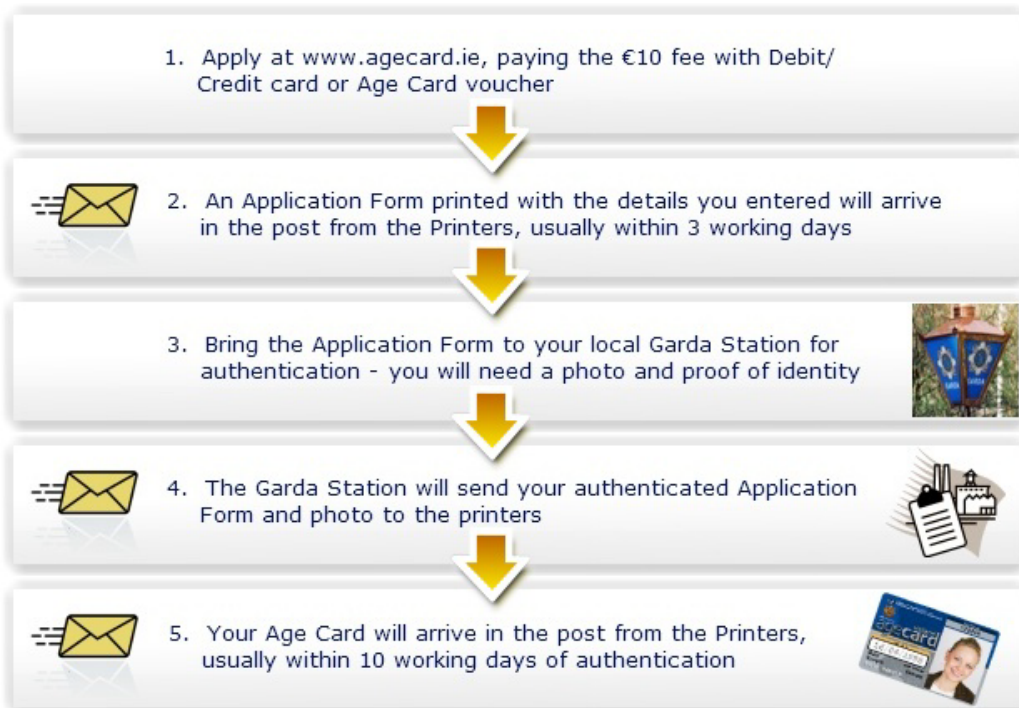 1. Apply at www.agecard.ie, paying the €10 fee with Debit/
Credit card or Age Card voucher
2. An Application Form printed with the details you entered will arrive
in the post from the Printers, usually within 3 working days
3. Bring the Application Form to your local Garda Station for
authentication - you will need a photo and proof of identity
GARDA
4. The Garda Station will send your authenticated Application
Form and photo to the printers
5. Your Age Card will arrive in the post from the Printers,
usually within 10 working days of authentication
agecard